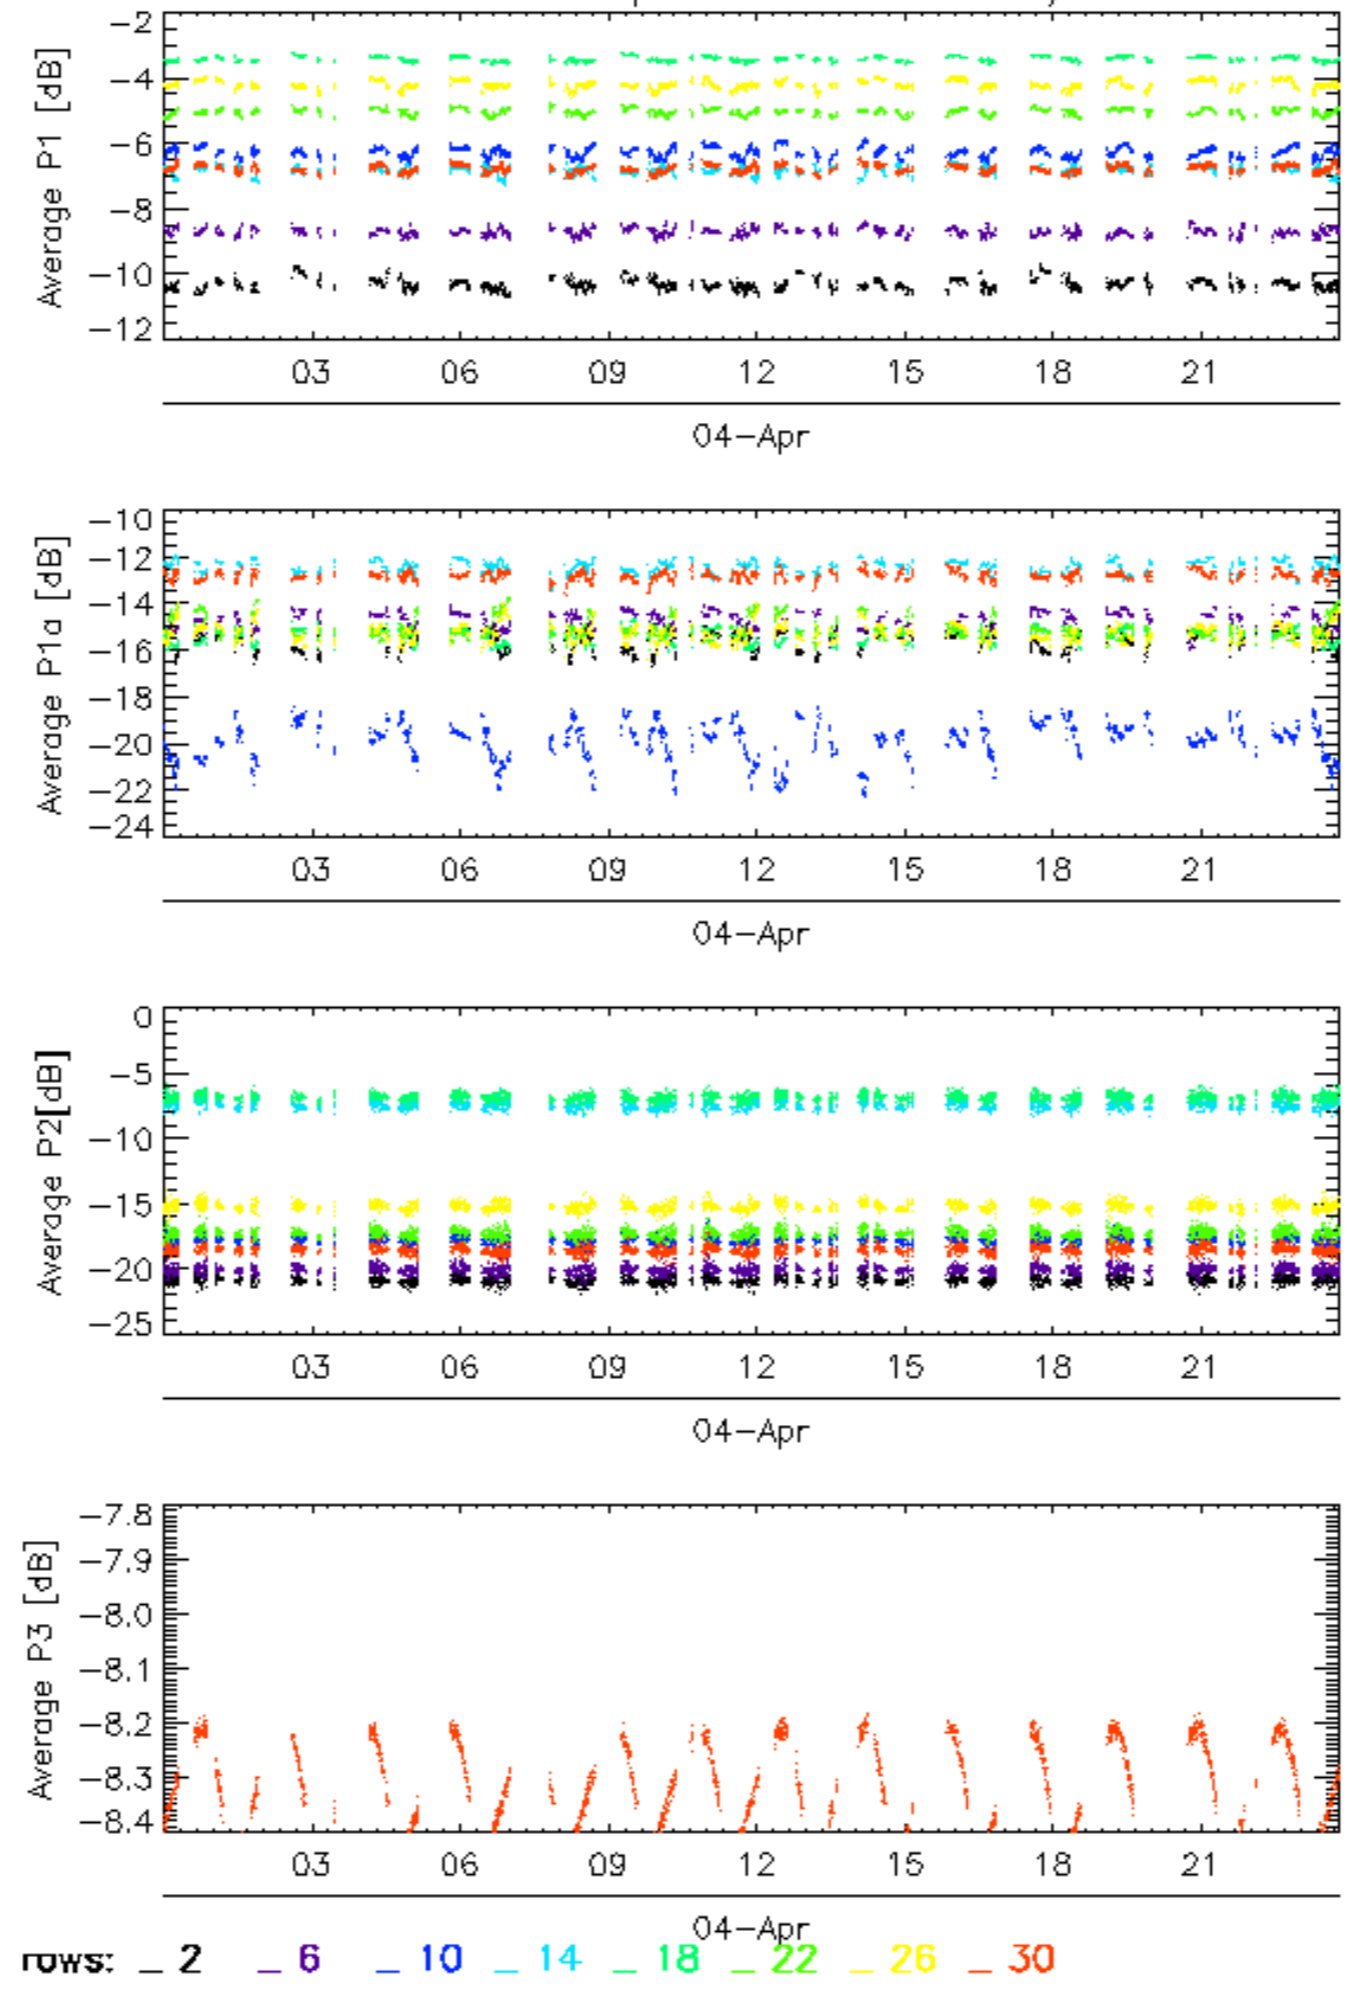 Average P1 [dB]
−2
−4
−6
−8
−10
−12
03 06 09 12 15 18 21
04−Apr
Average P1a [dB]
−10
−12
−14
−16
−18
−20
−22
−24
03 06 09 12 15 18 21
04−Apr
Average P2[dB]
0
−5
−10
−15
−20
−25
03 06 09 12 15 18 21
04−Apr
Average P3 [dB]
−7.8
−7.9
−8.0
−8.1
−8.2
−8.3
−8.4
03 06 09 12 15 18 21
04−Apr
rows: _ 2 _ 6 _ 10 _ 14 _ 18 _ 22 _ 26 _ 30